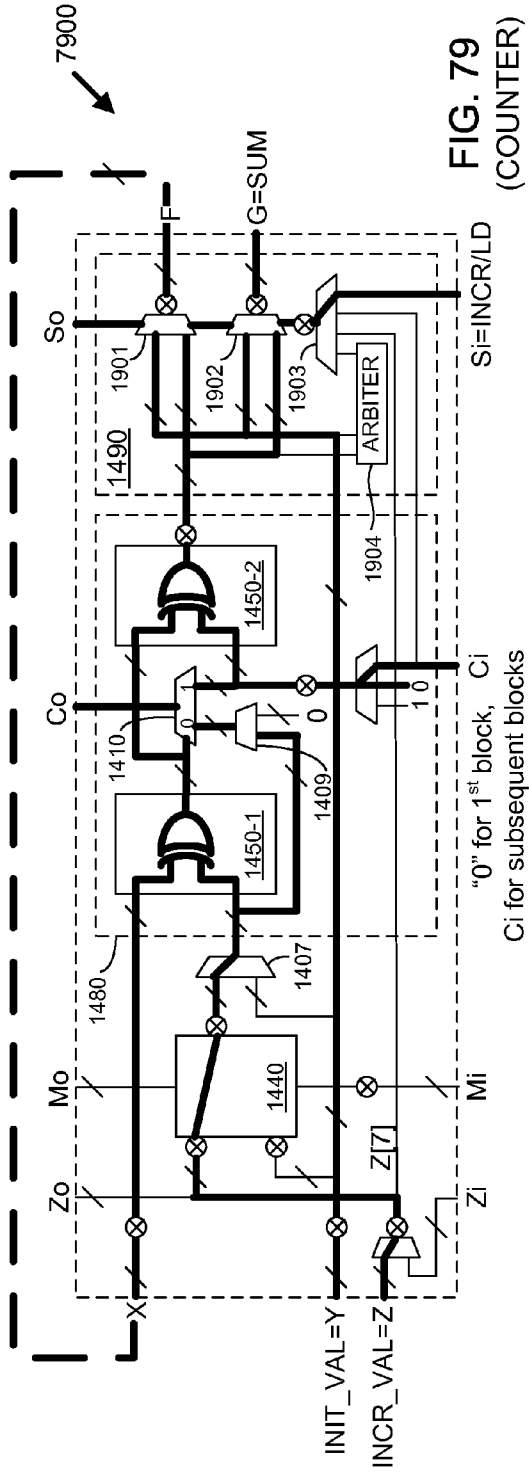 7900
So
F
1901
G=SUM
1902
1490
1903
Si=INCR/LD
ARBITER
1904
FIG. 79
(COUNTER)
Co
1450-2
1410
0
1
1409
0
1 0
Ci
"0" for 1st block,
Ci for subsequent blocks
1450-1
1480
1407
Mo
1440
Mi
Zo
Z[7]
Zi
X
INIT_VAL=Y
INCR_VAL=Z